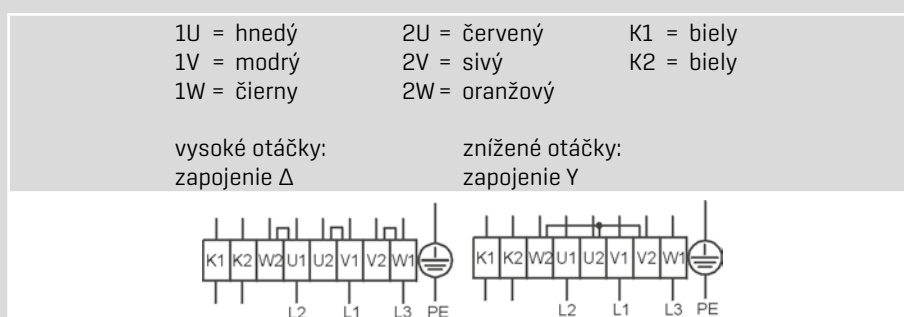 1U = hnedý 2U = červený K1 = biely
1V = modrý 2V = sivý K2 = biely
1W = čierny 2W = oranžový
vysoké otáčky: znížené otáčky:
zapojenie Δ zapojenie Y
K1 K2 W2 U1 U2 V1 V2 W1 K1 K2 W2 U1 U2 V1 V2 W1
L2 L1 L3 PE L2 L1 L3 PE